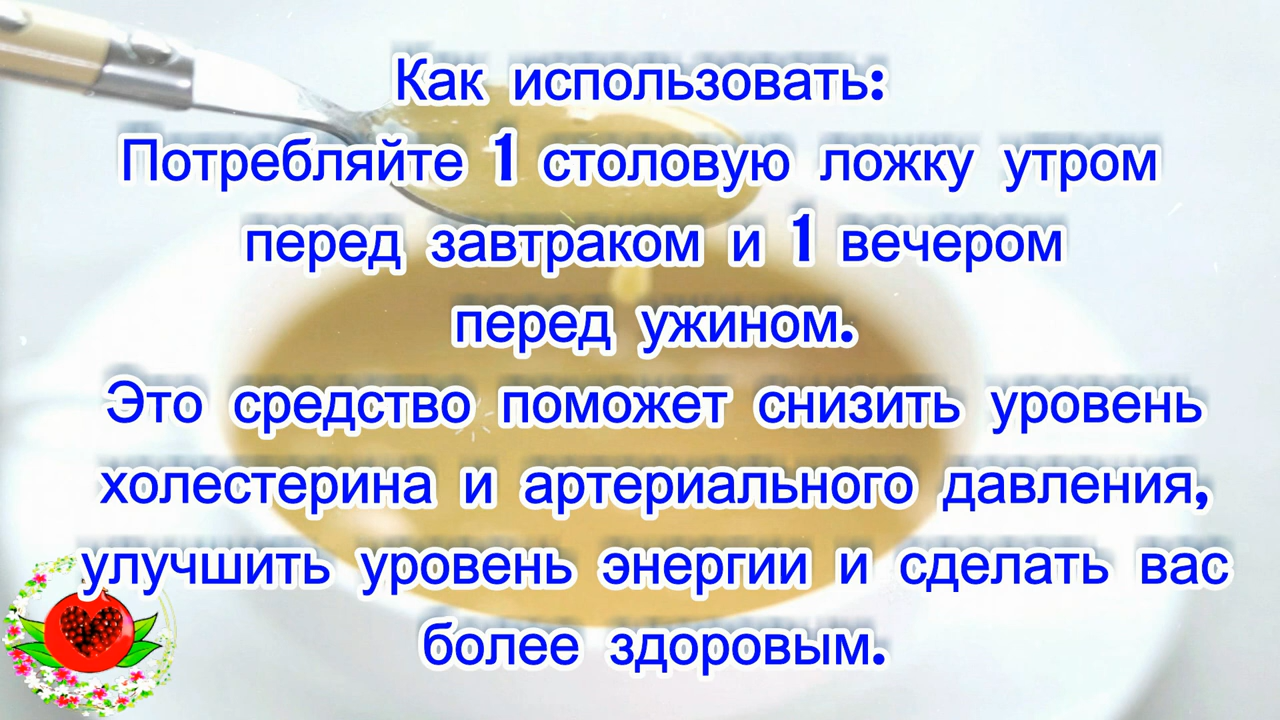 Как использовать:
Потребляйте 1 столовую ложку утром
перед завтраком и 1 вечером
перед ужином.
Это средство поможет снизить уровень
холестерина и артериального давления,
улучшить уровень энергии и сделать вас
более здоровым.